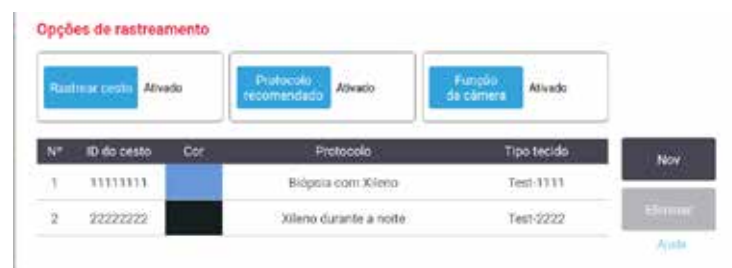 Opções de rastreamento
Rastrear cesto Ativado
Protocolo
recomendado Ativado
Função
da câmera Ativado
Nº ID do cesto Cor Protocolo Tipo tecido
1 11111111 Biópsia com Xileno Test-1111
2 22222222 Xileno durante a noite Test-2222
Nov
Eliminar
Ajuda